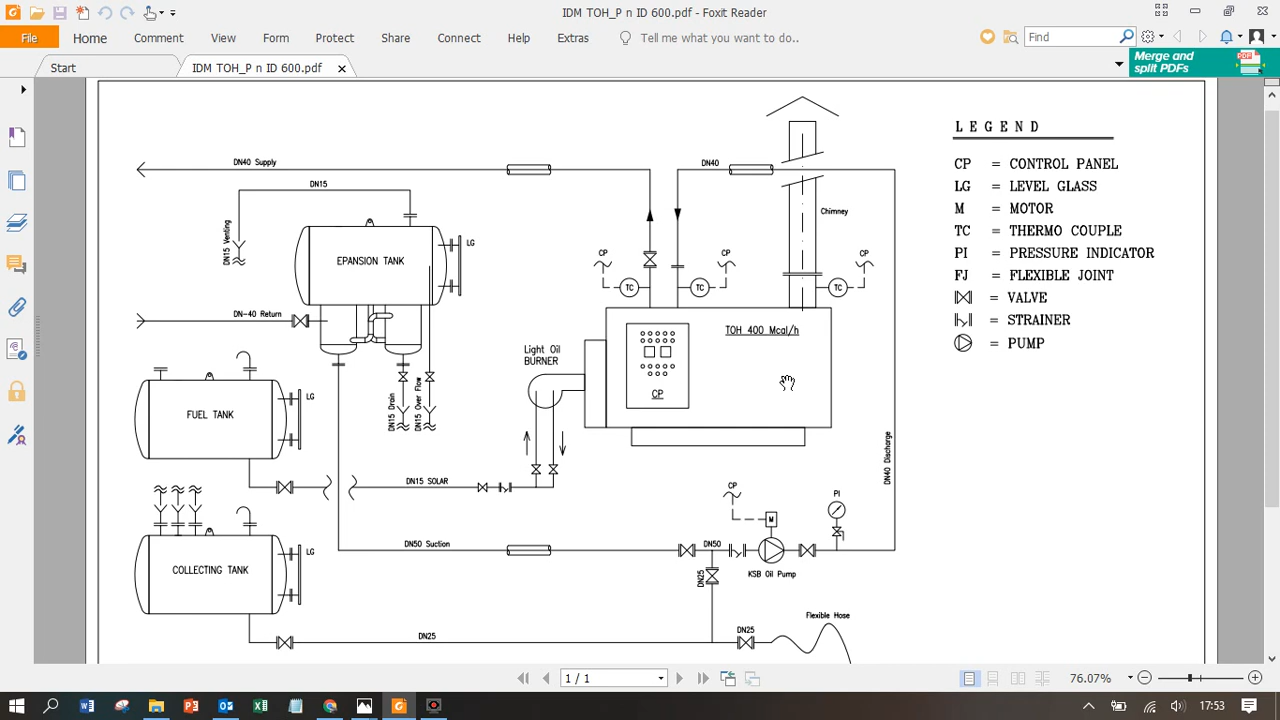 IDM TOH_P n ID 600.pdf - Foxit Reader
File
Home
Comment
View
Form
Protect
Share
Connect
Help
Extras
Tell me what you want to do..
Find
Start
IDM TOH_P n ID 600.pdf
Merge and
split PDFs
LEGEND
CP = CONTROL PANEL
LG = LEVEL GLASS
M = MOTOR
TC = THERMO COUPLE
PI = PRESSURE INDICATOR
FJ = FLEXIBLE JOINT
= VALVE
= STRAINER
= PUMP
DN40 Supply
DN40
DN15
Chimney
DN15 Venting
LG
EPANSION TANK
CP
CP
CP
TC
TC
TC
DN-40 Return
TOH 400 Mcal/h
Light Oil
BURNER
CP
LG
FUEL TANK
DN15 Drain
DN15 Over Flow
DN40 Discharge
DN15 SOLAR
CP
PI
M
DN50 Suction
DN50
LG
COLLECTING TANK
KSB Oil Pump
DN25
Flexible Hose
DN25
DN25
1 / 1
76.07%
17:53